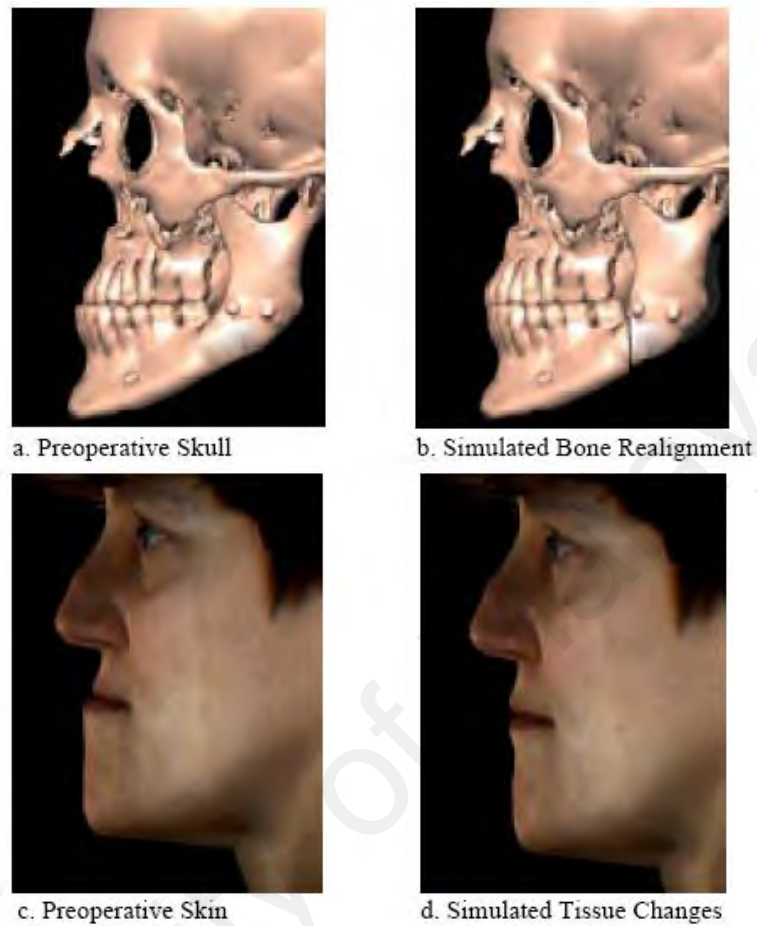 a. Preoperative Skull
b. Simulated Bone Realignment
c. Preoperative Skin
d. Simulated Tissue Changes